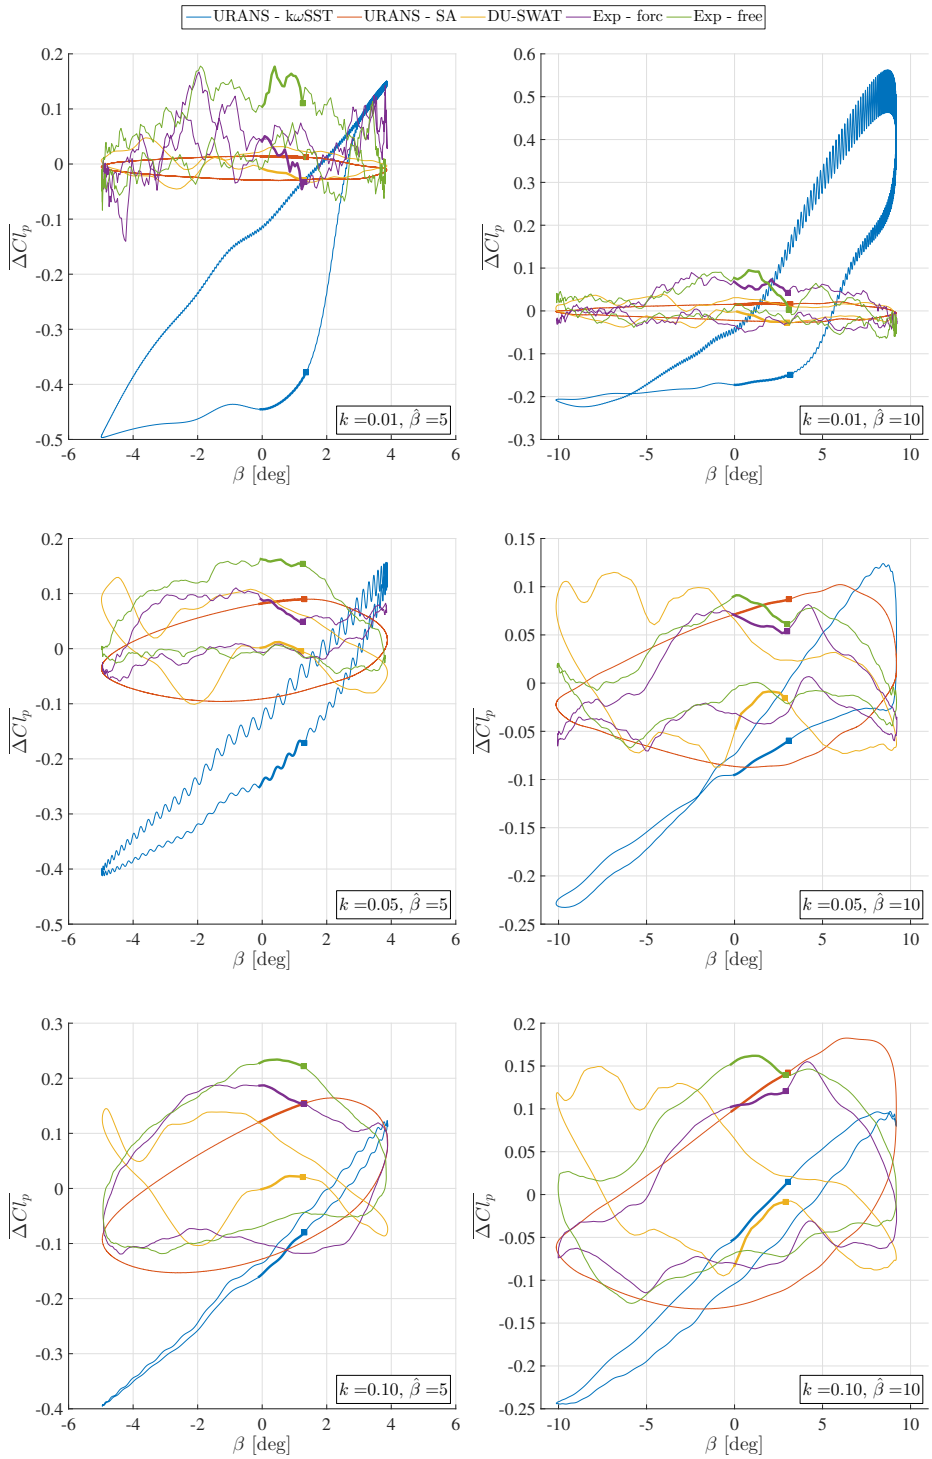 URANS - kωSST URANS - SA DU-SWAT Exp - forc Exp - free
0.2
0.1
0
-0.1
-0.2
-0.3
-0.4
-0.5
-6 -4 -2 0 2 4 6
ΔCl_p
β [deg]
k =0.01, β̂ =5
0.6
0.5
0.4
0.3
0.2
0.1
0
-0.1
-0.2
-0.3
-10 -5 0 5 10
ΔCl_p
β [deg]
k =0.01, β̂ =10
0.2
0.1
0
-0.1
-0.2
-0.3
-0.4
-0.5
-6 -4 -2 0 2 4 6
ΔCl_p
β [deg]
k =0.05, β̂ =5
0.15
0.1
0.05
0
-0.05
-0.1
-0.15
-0.2
-0.25
-10 -5 0 5 10
ΔCl_p
β [deg]
k =0.05, β̂ =10
0.3
0.2
0.1
0
-0.1
-0.2
-0.3
-0.4
-6 -4 -2 0 2 4 6
ΔCl_p
β [deg]
k =0.10, β̂ =5
0.2
0.15
0.1
0.05
0
-0.05
-0.1
-0.15
-0.2
-0.25
-10 -5 0 5 10
ΔCl_p
β [deg]
k =0.10, β̂ =10